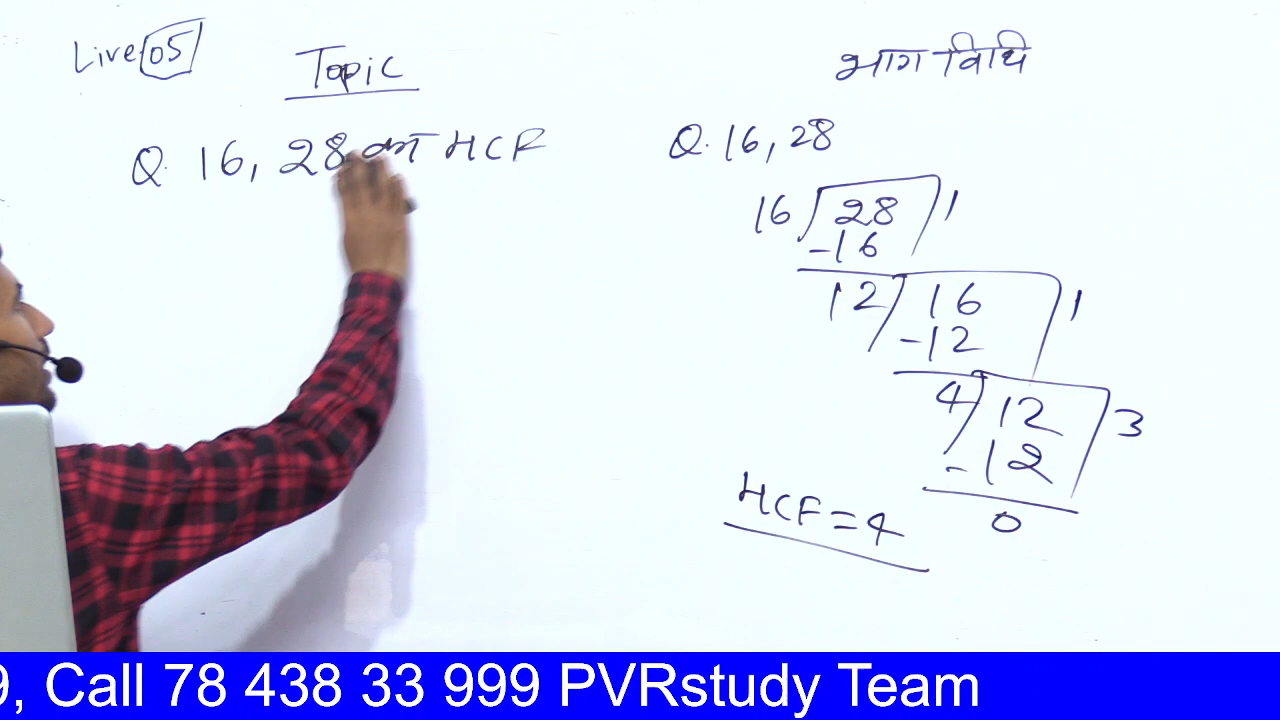 Live 05
Topic
Q. 16, 28 का HCF
भाग विधि
Q. 16, 28
16 28 1
-16
12 16 1
-12
4 12 3
-12
0
HCF = 4
9, Call 78 438 33 999 PVRstudy Team